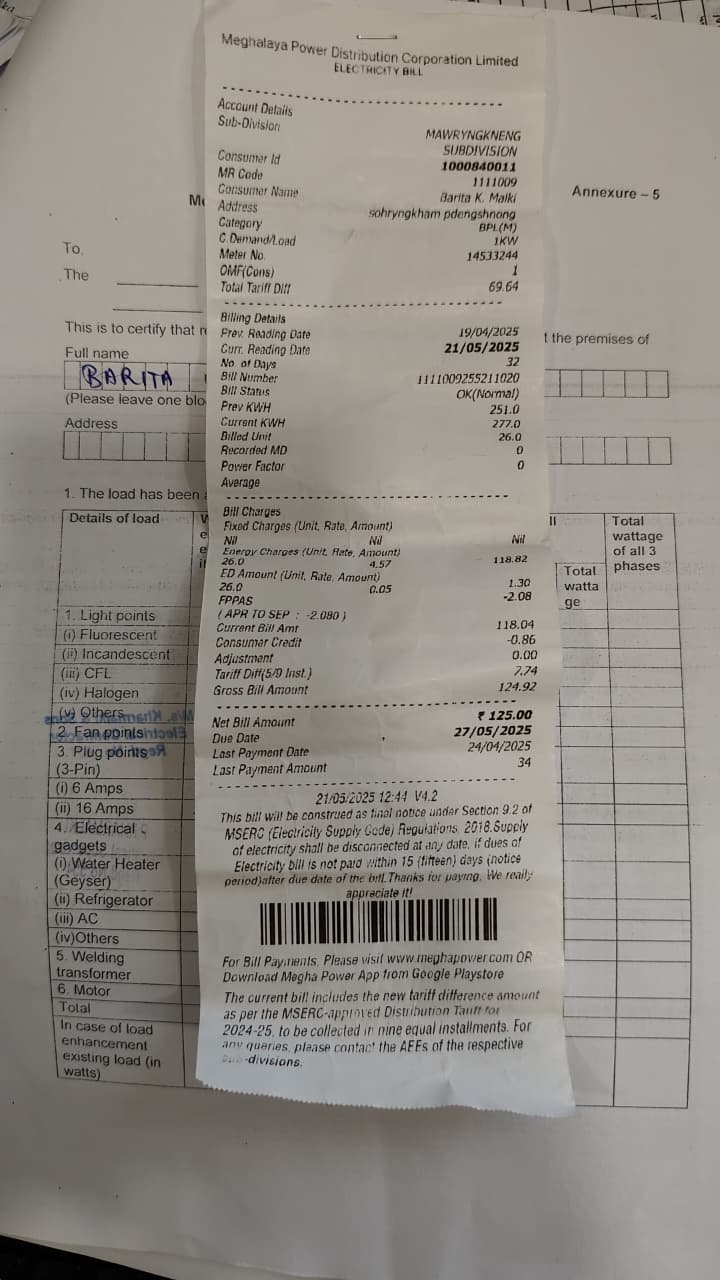 Meghalaya Power Distribution Corporation Limited
ELECTRICITY BILL
Account Details
Sub-Division MAWRYNGKNENG
SUBDIVISION
Consumer Id 1000840011
MR Code 1111009
Consumer Name Barita K. Malki
Address sohryngkham pdengshnong
Category BPL(M)
C.Demand/Load 1KW
Meter No. 14533244
OMF(Cons) 1
Total Tariff Diff 69.64
Billing Details
Prev. Reading Date 19/04/2025
Curr. Reading Date 21/05/2025
No. of Days 32
Bill Number 1111009255211020
Bill Status OK(Normal)
Prev KWH 251.0
Current KWH 277.0
Billed Unit 26.0
Recorded MD 0
Power Factor 0
Average
Bill Charges
Fixed Charges (Unit, Rate, Amount)
Nil Nil Nil
Energy Charges (Unit, Rate, Amount)
26.0 4.57 118.82
ED Amount (Unit, Rate, Amount)
26.0 0.05 1.30
FPPAS -2.08
( APR TO SEP : -2.080 )
Current Bill Amt 118.04
Consumer Credit -0.86
Adjustment 0.00
Tariff Diff(5/9 Inst.) 7.74
Gross Bill Amount 124.92
Net Bill Amount ₹ 125.00
Due Date 27/05/2025
Last Payment Date 24/04/2025
Last Payment Amount 34
21/05/2025 12:44 V4.2
This bill will be construed as final notice under Section 9.2 of
MSERC (Electricity Supply Code) Regulations, 2018.Supply
of electricity shall be disconnected at any date, if dues of
Electricity bill is not paid within 15 (fifteen) days (notice
period)after due date of the bill.Thanks for paying. We really
appreciate it!
For Bill Payments, Please visit www.meghapower.com OR
Download Megha Power App from Google Playstore
The current bill includes the new tariff difference amount
as per the MSERC-approved Distribution Tariff for
2024-25, to be collected in nine equal installments. For
any queries, please contact the AEEs of the respective
sub-divisions.
Annexure – 5
To,
The
This is to certify that
t the premises of
Full name
BARITA
(Please leave one blo
Address
1. The load has been
Details of load
Total
watta
ge
Total
wattage
of all 3
phases
1. Light points
(i) Fluorescent
(ii) Incandescent
(iii) CFL
(iv) Halogen
(v) Others
2. Fan points
3. Plug points
(3-Pin)
(i) 6 Amps
(ii) 16 Amps
4. Electrical
gadgets
(i) Water Heater
(Geyser)
(ii) Refrigerator
(iii) AC
(iv)Others
5. Welding
transformer
6. Motor
Total
In case of load
enhancement
existing load (in
watts)